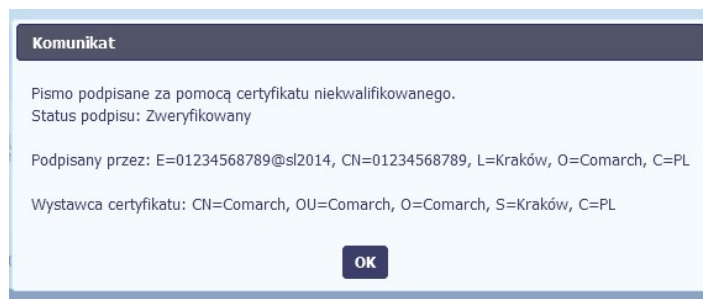 Komunikat
Pismo podpisane za pomocą certyfikatu niekwalifikowanego.
Status podpisu: Zweryfikowany
Podpisany przez: E=01234568789@sl2014, CN=01234568789, L=Kraków, O=Comarch, C=PL
Wystawca certyfikatu: CN=Comarch, OU=Comarch, O=Comarch, S=Kraków, C=PL
OK